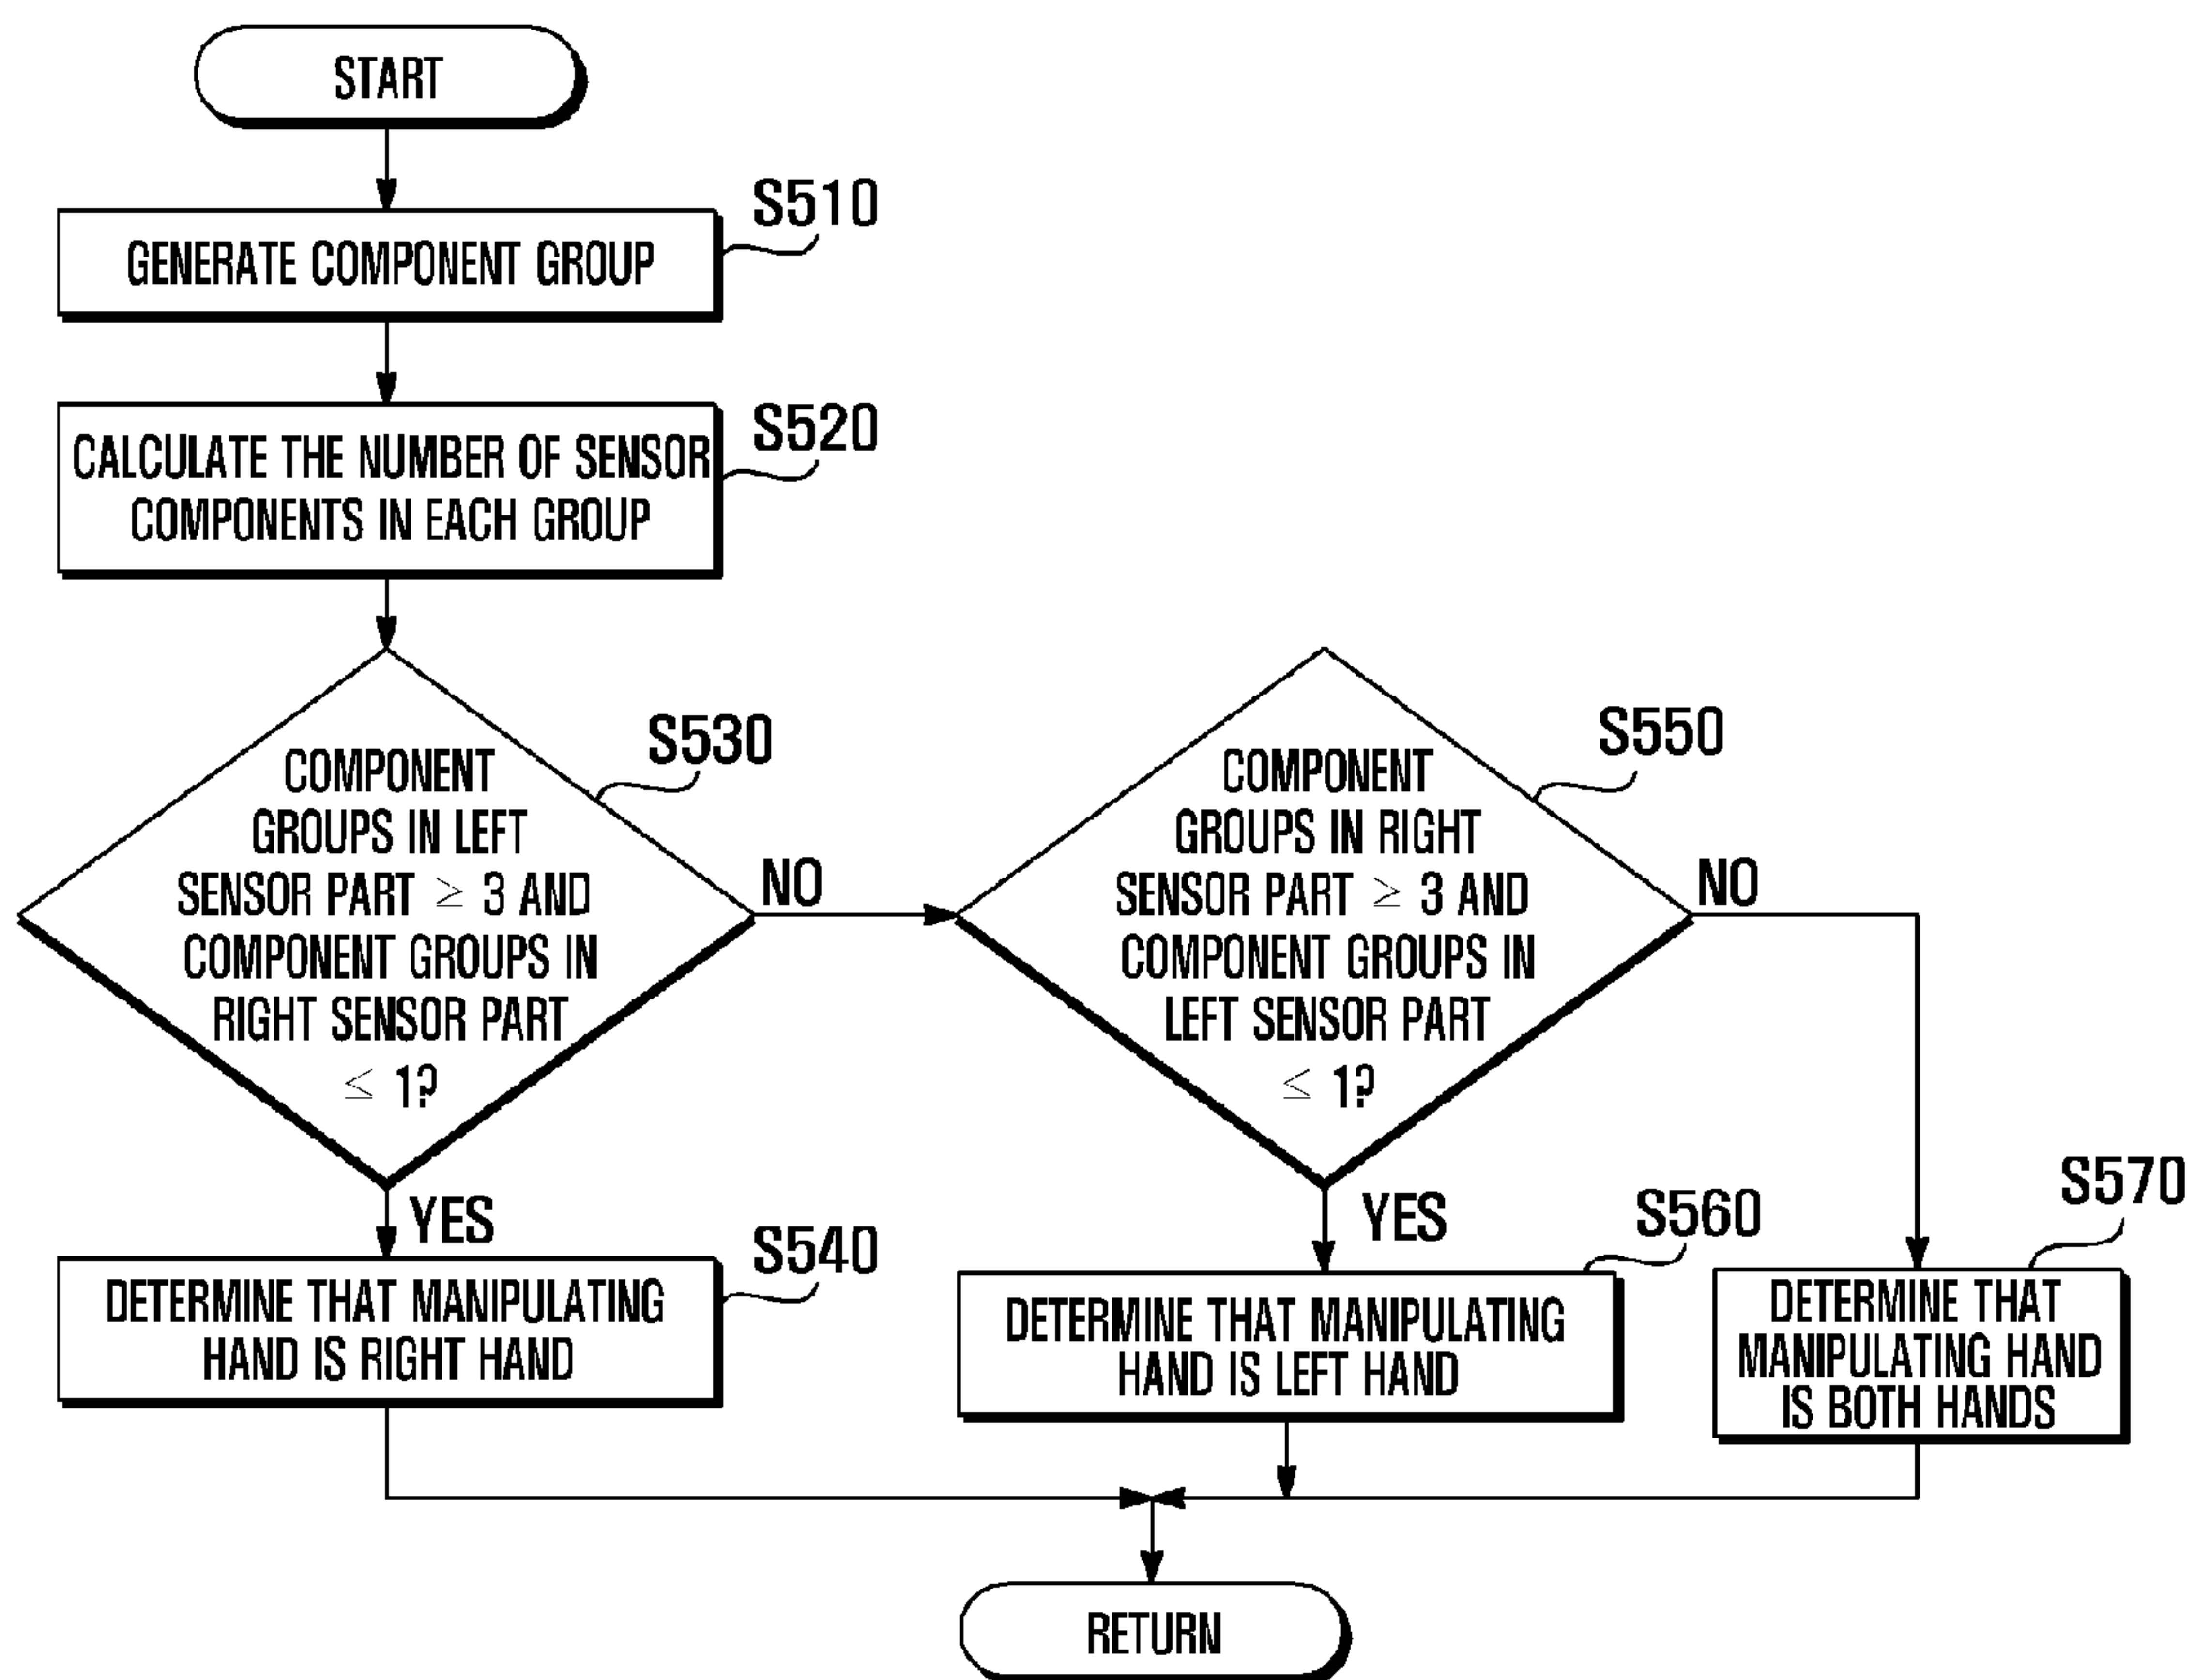 START
S510
GENERATE COMPONENT GROUP
S520
CALCULATE THE NUMBER OF SENSOR
COMPONENTS IN EACH GROUP
S530
COMPONENT
GROUPS IN LEFT
SENSOR PART ≥ 3 AND
COMPONENT GROUPS IN
RIGHT SENSOR PART
≤ 1?
NO
YES
S550
COMPONENT
GROUPS IN RIGHT
SENSOR PART ≥ 3 AND
COMPONENT GROUPS IN
LEFT SENSOR PART
≤ 1?
NO
YES
S540
DETERMINE THAT MANIPULATING
HAND IS RIGHT HAND
S560
DETERMINE THAT MANIPULATING
HAND IS LEFT HAND
S570
DETERMINE THAT
MANIPULATING HAND
IS BOTH HANDS
RETURN